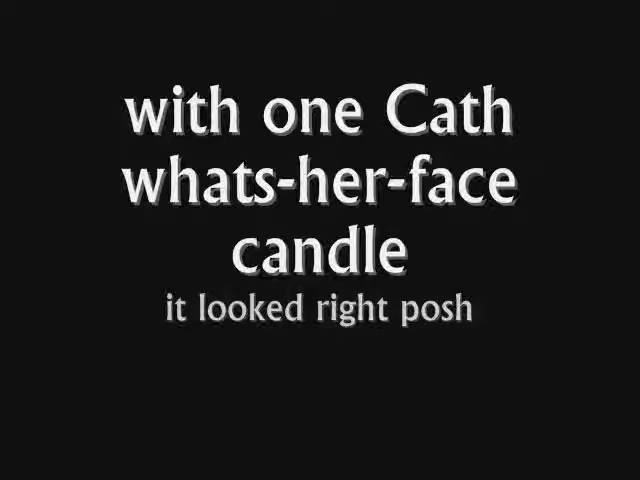 with one Cath
whats-her-face
candle
it looked right posh